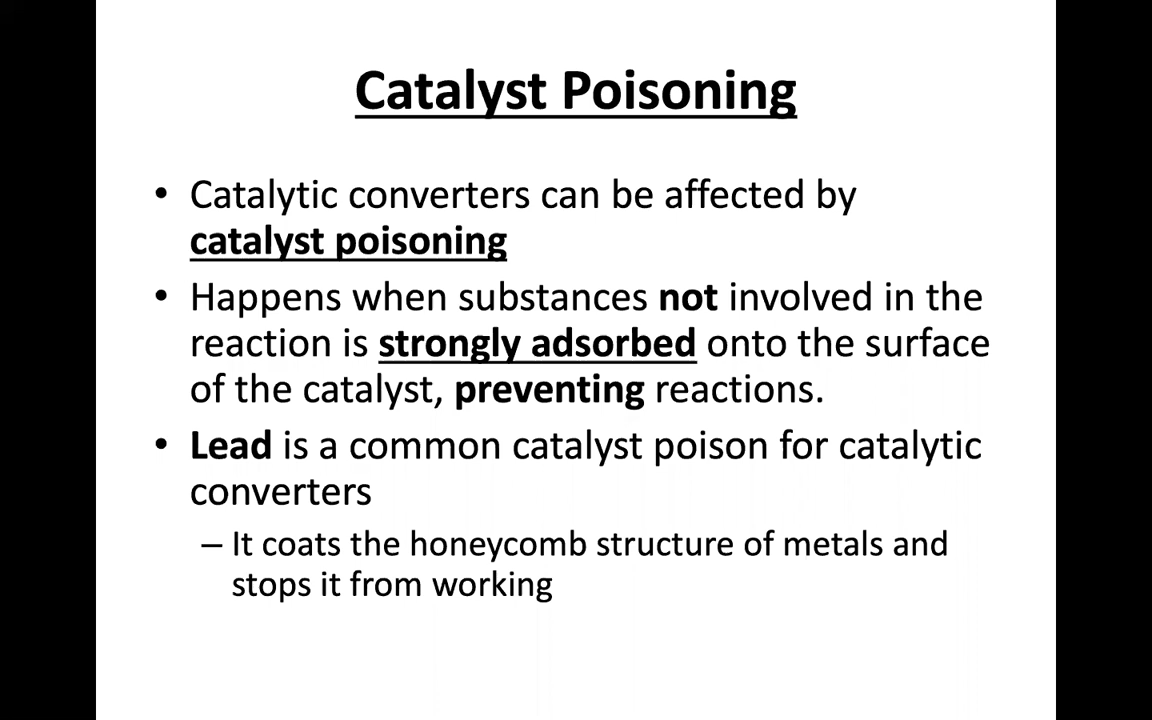 Catalyst Poisoning
• Catalytic converters can be affected by
catalyst poisoning
• Happens when substances not involved in the
reaction is strongly adsorbed onto the surface
of the catalyst, preventing reactions.
• Lead is a common catalyst poison for catalytic
converters
– It coats the honeycomb structure of metals and
stops it from working